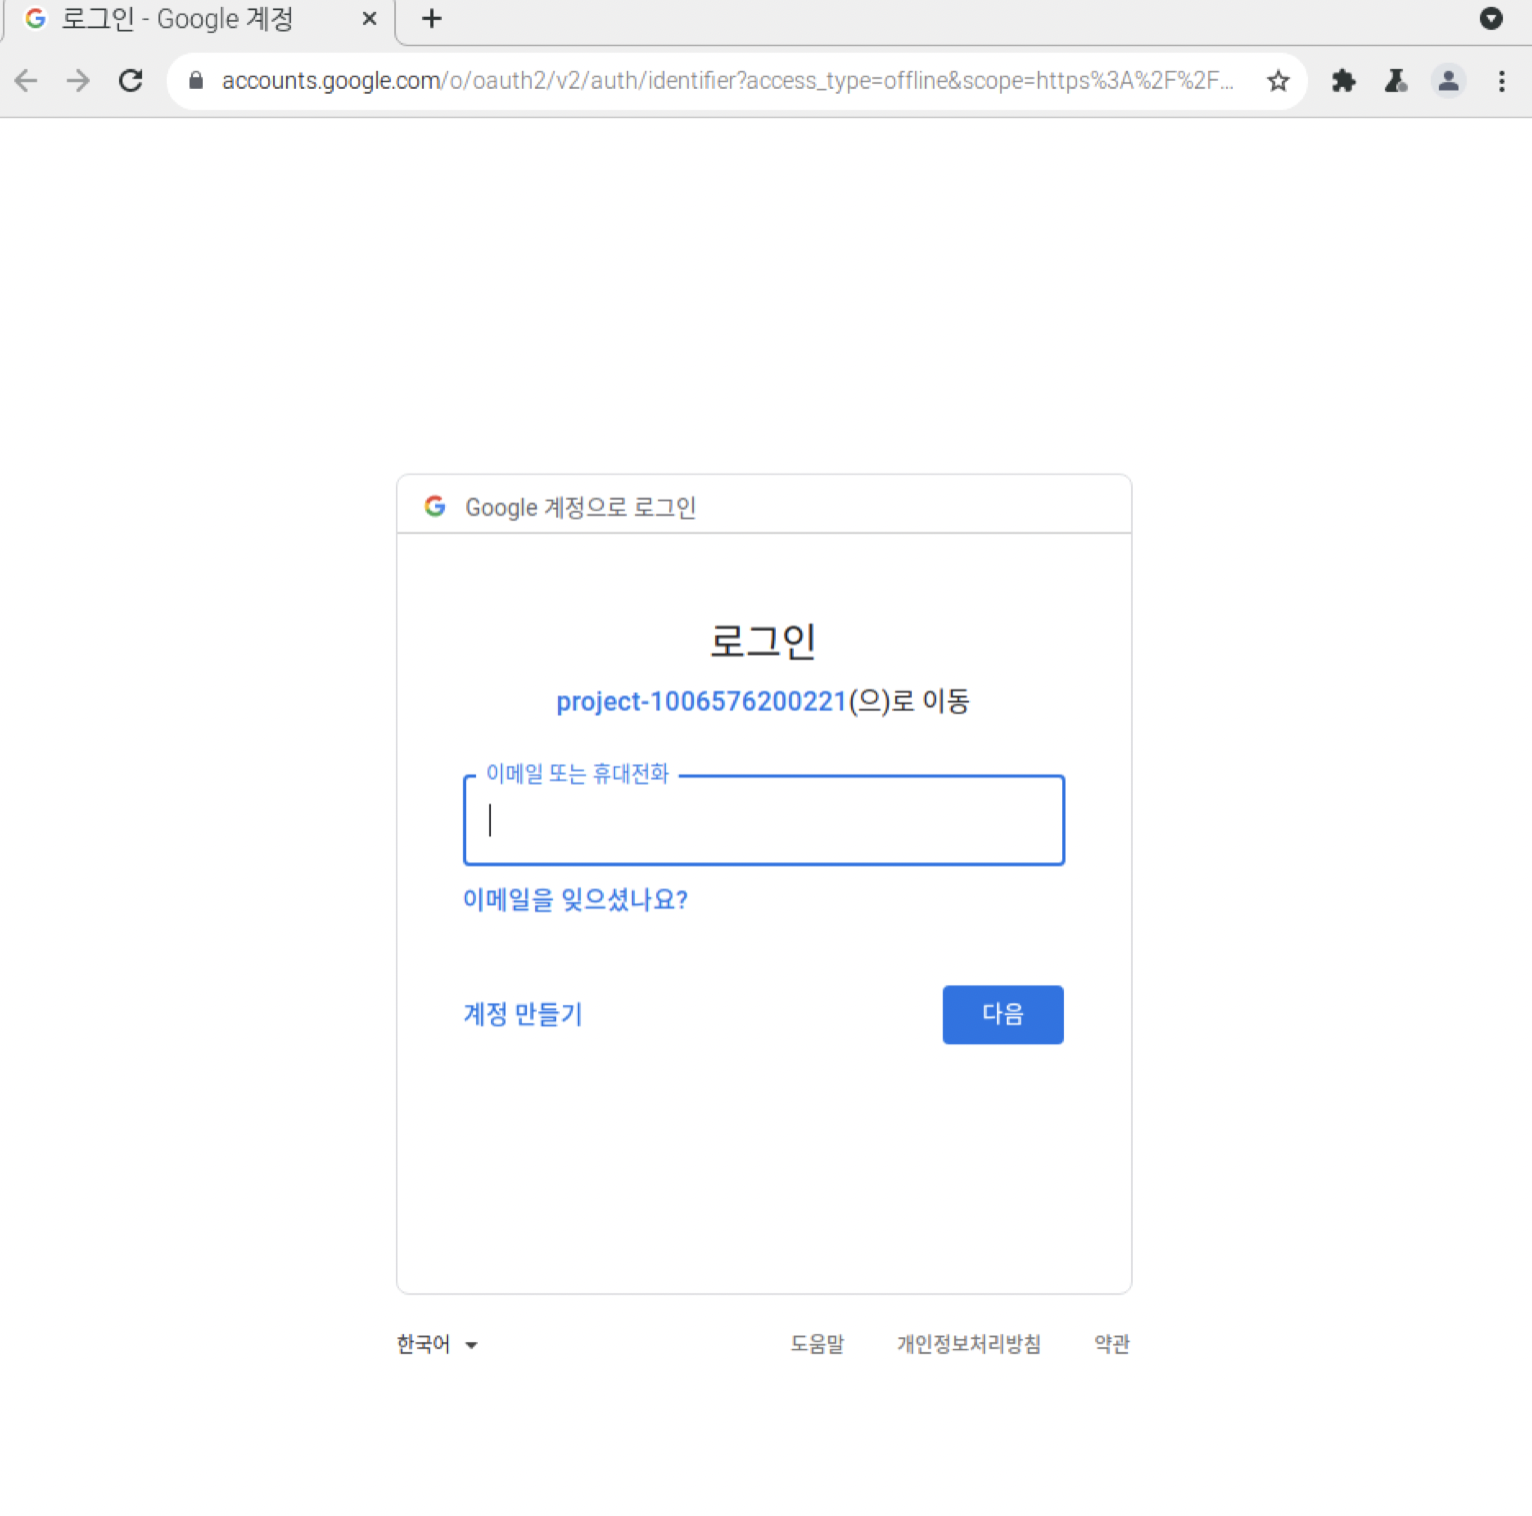 로그인 - Google 계정
accounts.google.com/o/oauth2/v2/auth/identifier?access_type=offline&scope=https%3A%2F%2F...
Google 계정으로 로그인
로그인
project-1006576200221(으)로 이동
이메일 또는 휴대전화
이메일을 잊으셨나요?
계정 만들기
다음
한국어
도움말
개인정보처리방침
약관